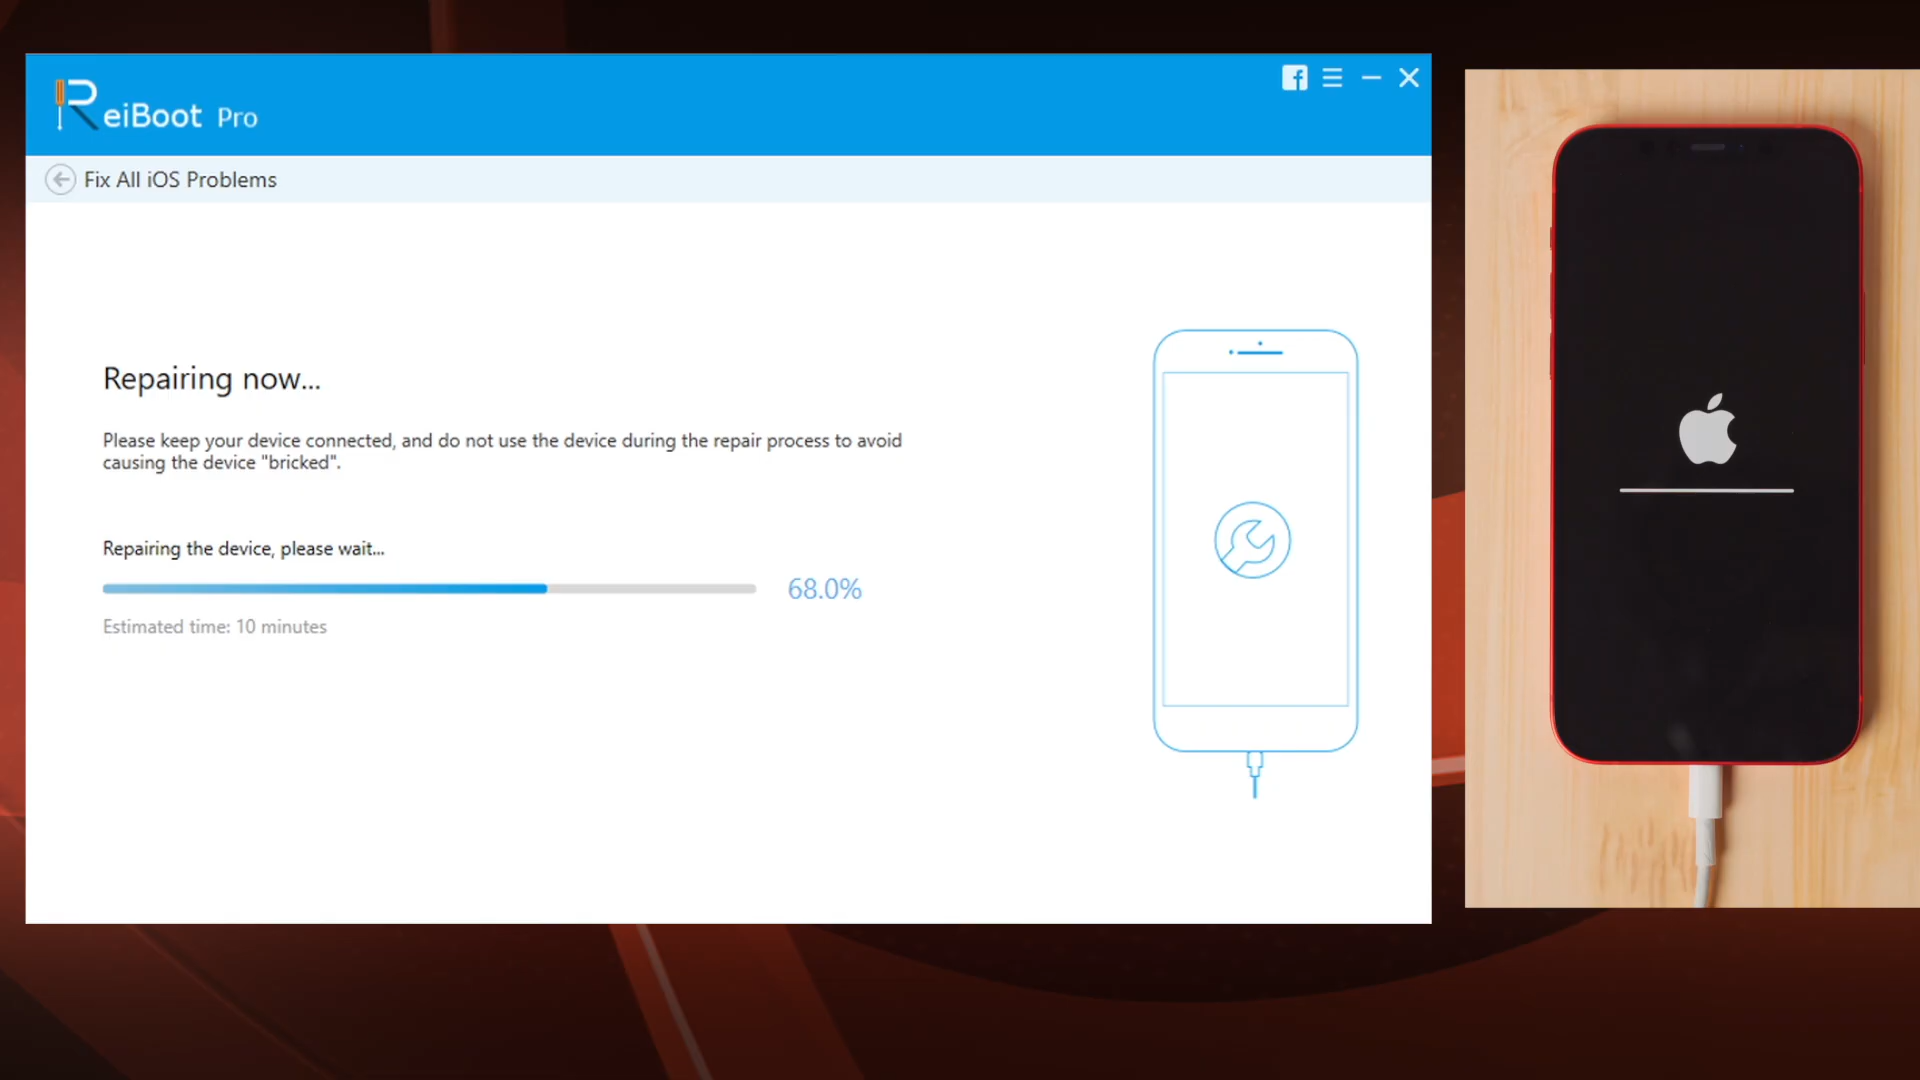 ReiBoot Pro
Fix All iOS Problems
Repairing now...
Please keep your device connected, and do not use the device during the repair process to avoid
causing the device "bricked".
Repairing the device, please wait...
68.0%
Estimated time: 10 minutes